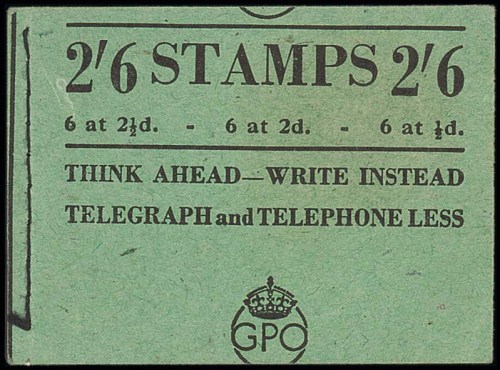 2/6 STAMPS 2/6
6 at 2½d. - 6 at 2d. - 6 at ½d.
THINK AHEAD—WRITE INSTEAD
TELEGRAPH and TELEPHONE LESS
GPO